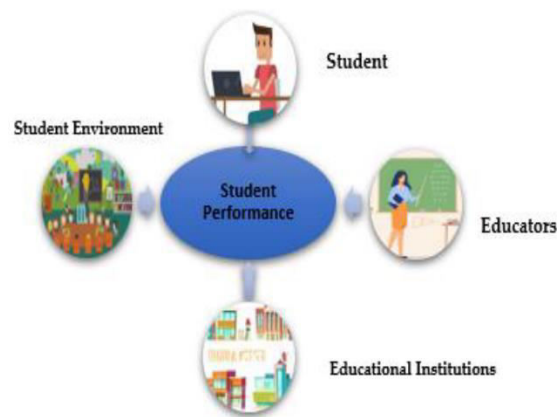 Student
Student Environment
Student
Performance
Educators
Educational Institutions